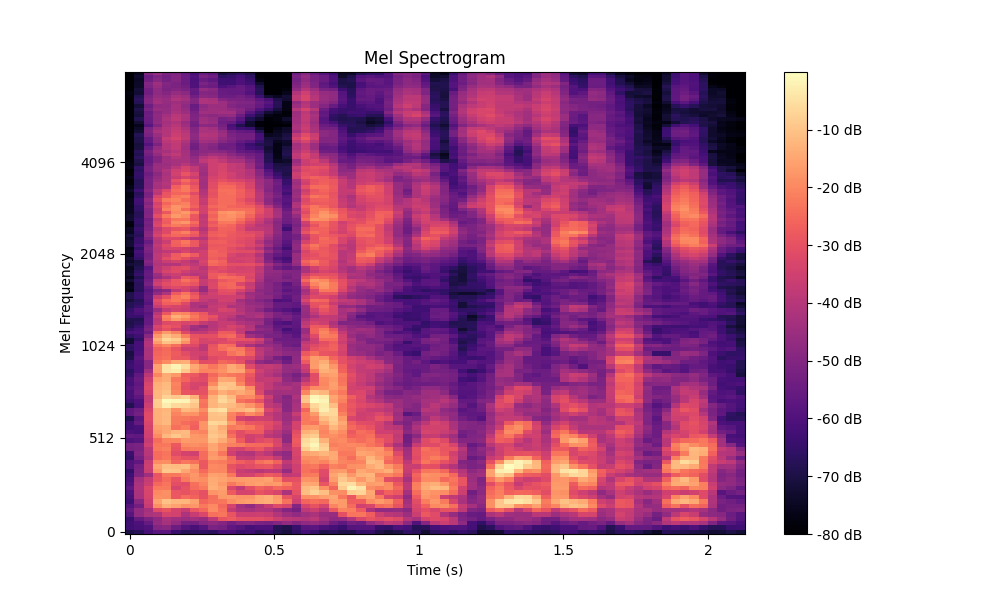 Mel Spectrogram
Mel Frequency
4096
2048
1024
512
0
0
0.5
1
1.5
2
Time (s)
-10 dB
-20 dB
-30 dB
-40 dB
-50 dB
-60 dB
-70 dB
-80 dB